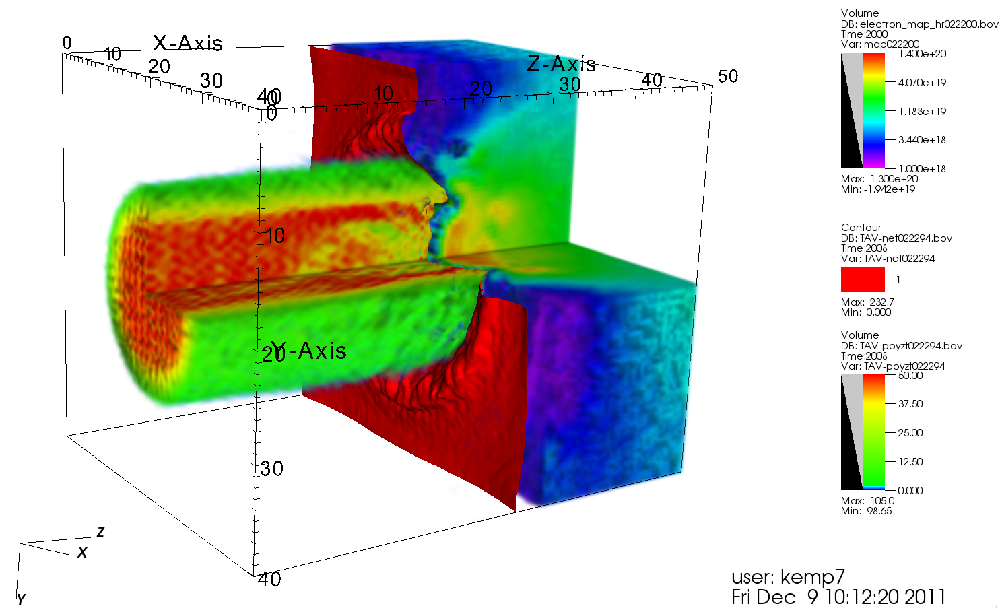 0
10
X-Axis
20
30
40
0
0
10
20
Z-Axis
30
40
50
10
20
Y-Axis
30
40
Z
X
Y
Volume
DB: electron_map_hr022200.bov
Time:2000
Var: map022200
1.400e+20
4.070e+19
1.183e+19
3.440e+18
1.000e+18
Max: 1.300e+20
Min: -1.942e+19
Contour
DB: TAV-net022294.bov
Time:2008
Var: TAV-net022294
1
Max: 232.7
Min: 0.000
Volume
DB: TAV-poyzt022294.bov
Time:2008
Var: TAV-poyzt022294
50.00
37.50
25.00
12.50
0.000
Max: 105.0
Min: -98.65
user: kemp7
Fri Dec 9 10:12:20 2011